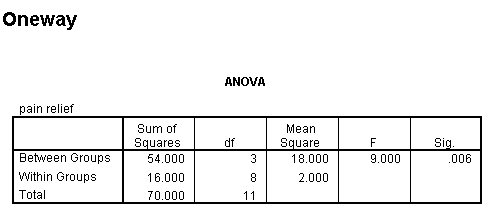 Oneway
ANOVA
pain relief
Sum of Squares df Mean Square F Sig.
Between Groups 54.000 3 18.000 9.000 .006
Within Groups 16.000 8 2.000
Total 70.000 11